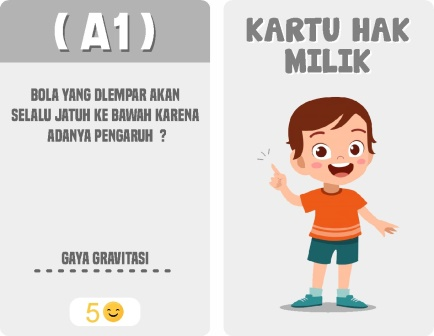 ( A1 )
BOLA YANG DLEMPAR AKAN
SELALU JATUH KE BAWAH KARENA
ADANYA PENGARUH ?
GAYA GRAVITASI
5
KARTU HAK
MILIK